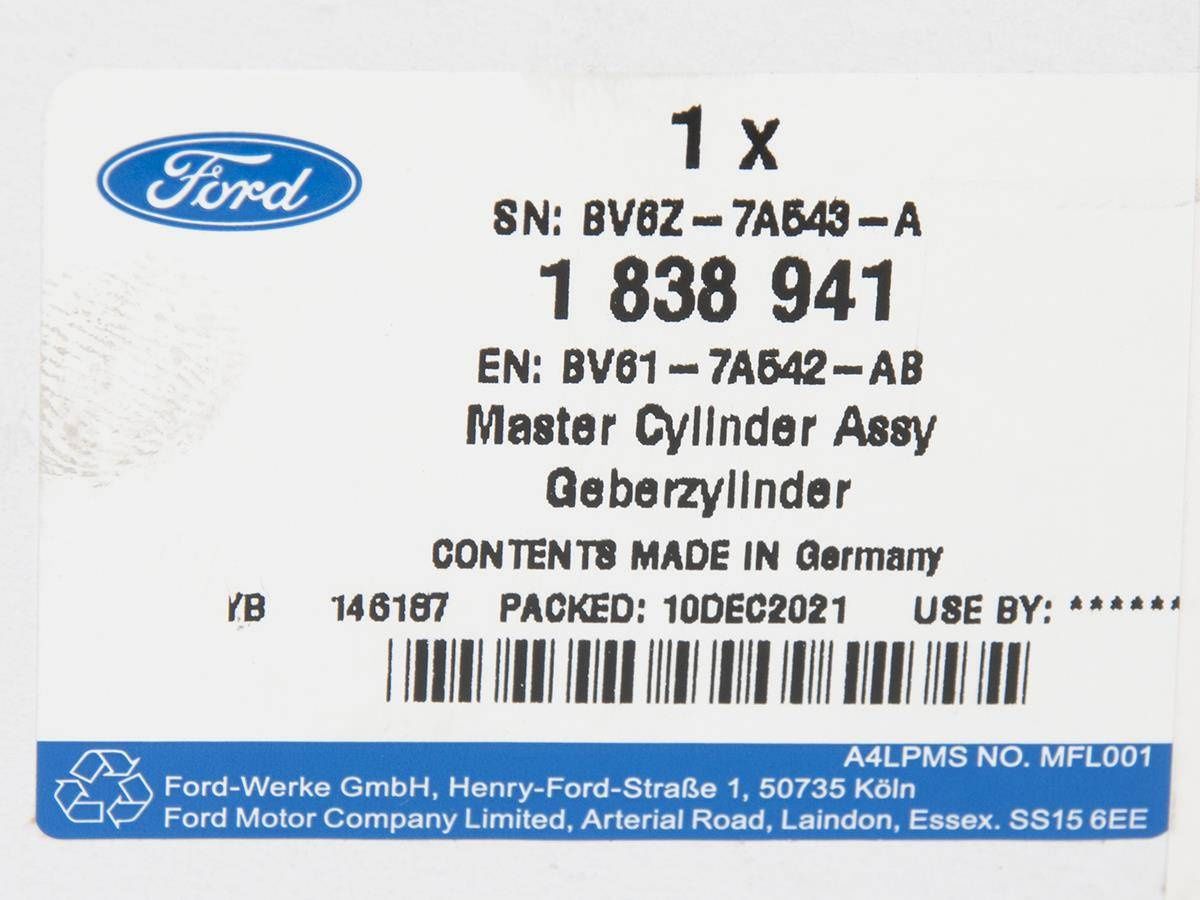 Ford
1 x
SN: BV6Z-7A543-A
1 838 941
EN: BV61-7A542-AB
Master Cylinder Assy
Geberzylinder
CONTENTS MADE IN Germany
YB 146187 PACKED: 10DEC2021 USE BY: ******
A4LPMS NO. MFL001
Ford-Werke GmbH, Henry-Ford-Straße 1, 50735 Köln
Ford Motor Company Limited, Arterial Road, Laindon, Essex. SS15 6EE